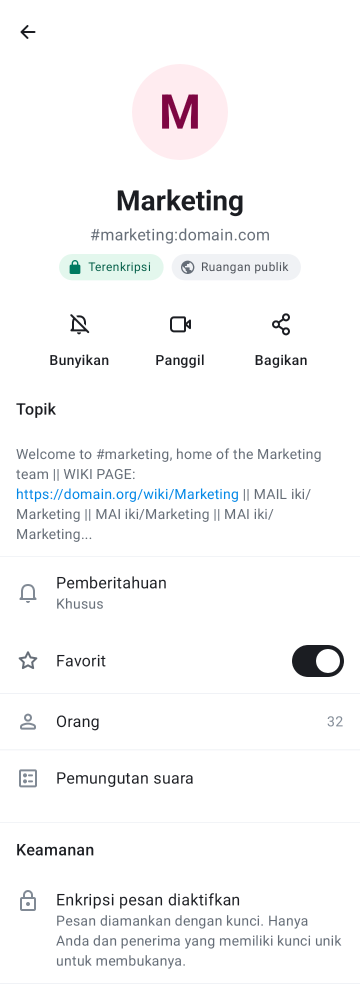 M
Marketing
#marketing:domain.com
Terenkripsi
Ruangan publik
Bunyikan
Panggil
Bagikan
Topik
Welcome to #marketing, home of the Marketing
team || WIKI PAGE:
https://domain.org/wiki/Marketing || MAIL iki/
Marketing || MAI iki/Marketing || MAI iki/
Marketing...
Pemberitahuan
Khusus
Favorit
Orang 32
Pemungutan suara
Keamanan
Enkripsi pesan diaktifkan
Pesan diamankan dengan kunci. Hanya
Anda dan penerima yang memiliki kunci unik
untuk membukanya.